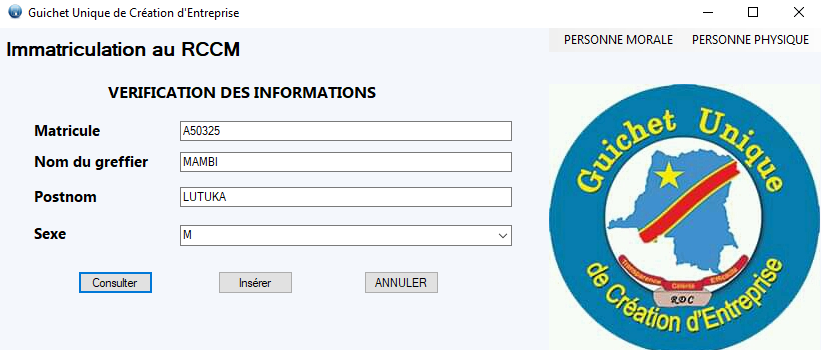 Guichet Unique de Création d'Entreprise
Immatriculation au RCCM
PERSONNE MORALE PERSONNE PHYSIQUE
VERIFICATION DES INFORMATIONS
Matricule A50325
Nom du greffier MAMBI
Postnom LUTUKA
Sexe M
Consulter Insérer ANNULER
Guichet Unique
Transparence Célérité Efficacité
RDC
de Création d'Entreprise